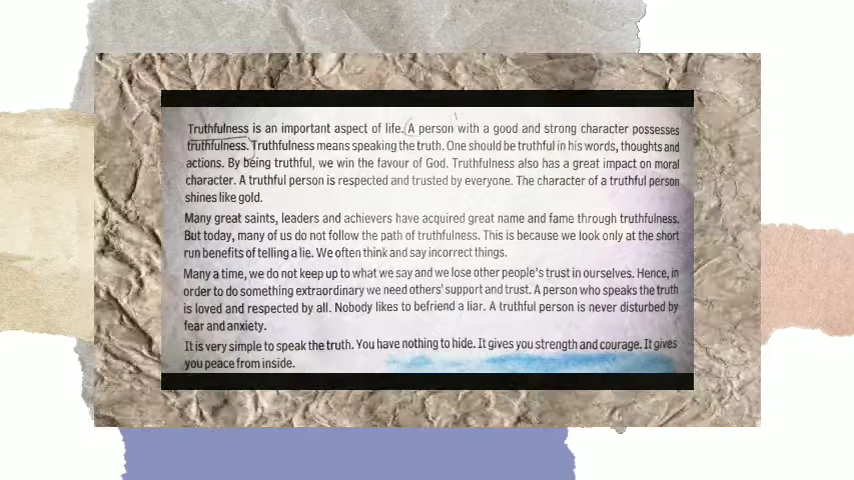 Truthfulness is an important aspect of life. A person with a good and strong character possesses
truthfulness. Truthfulness means speaking the truth. One should be truthful in his words, thoughts and
actions. By being truthful, we win the favour of God. Truthfulness also has a great impact on moral
character. A truthful person is respected and trusted by everyone. The character of a truthful person
shines like gold.
Many great saints, leaders and achievers have acquired great name and fame through truthfulness.
But today, many of us do not follow the path of truthfulness. This is because we look only at the short
run benefits of telling a lie. We often think and say incorrect things.
Many a time, we do not keep up to what we say and we lose other people's trust in ourselves. Hence, in
order to do something extraordinary we need others' support and trust. A person who speaks the truth
is loved and respected by all. Nobody likes to befriend a liar. A truthful person is never disturbed by
fear and anxiety.
It is very simple to speak the truth. You have nothing to hide. It gives you strength and courage. It gives
you peace from inside.